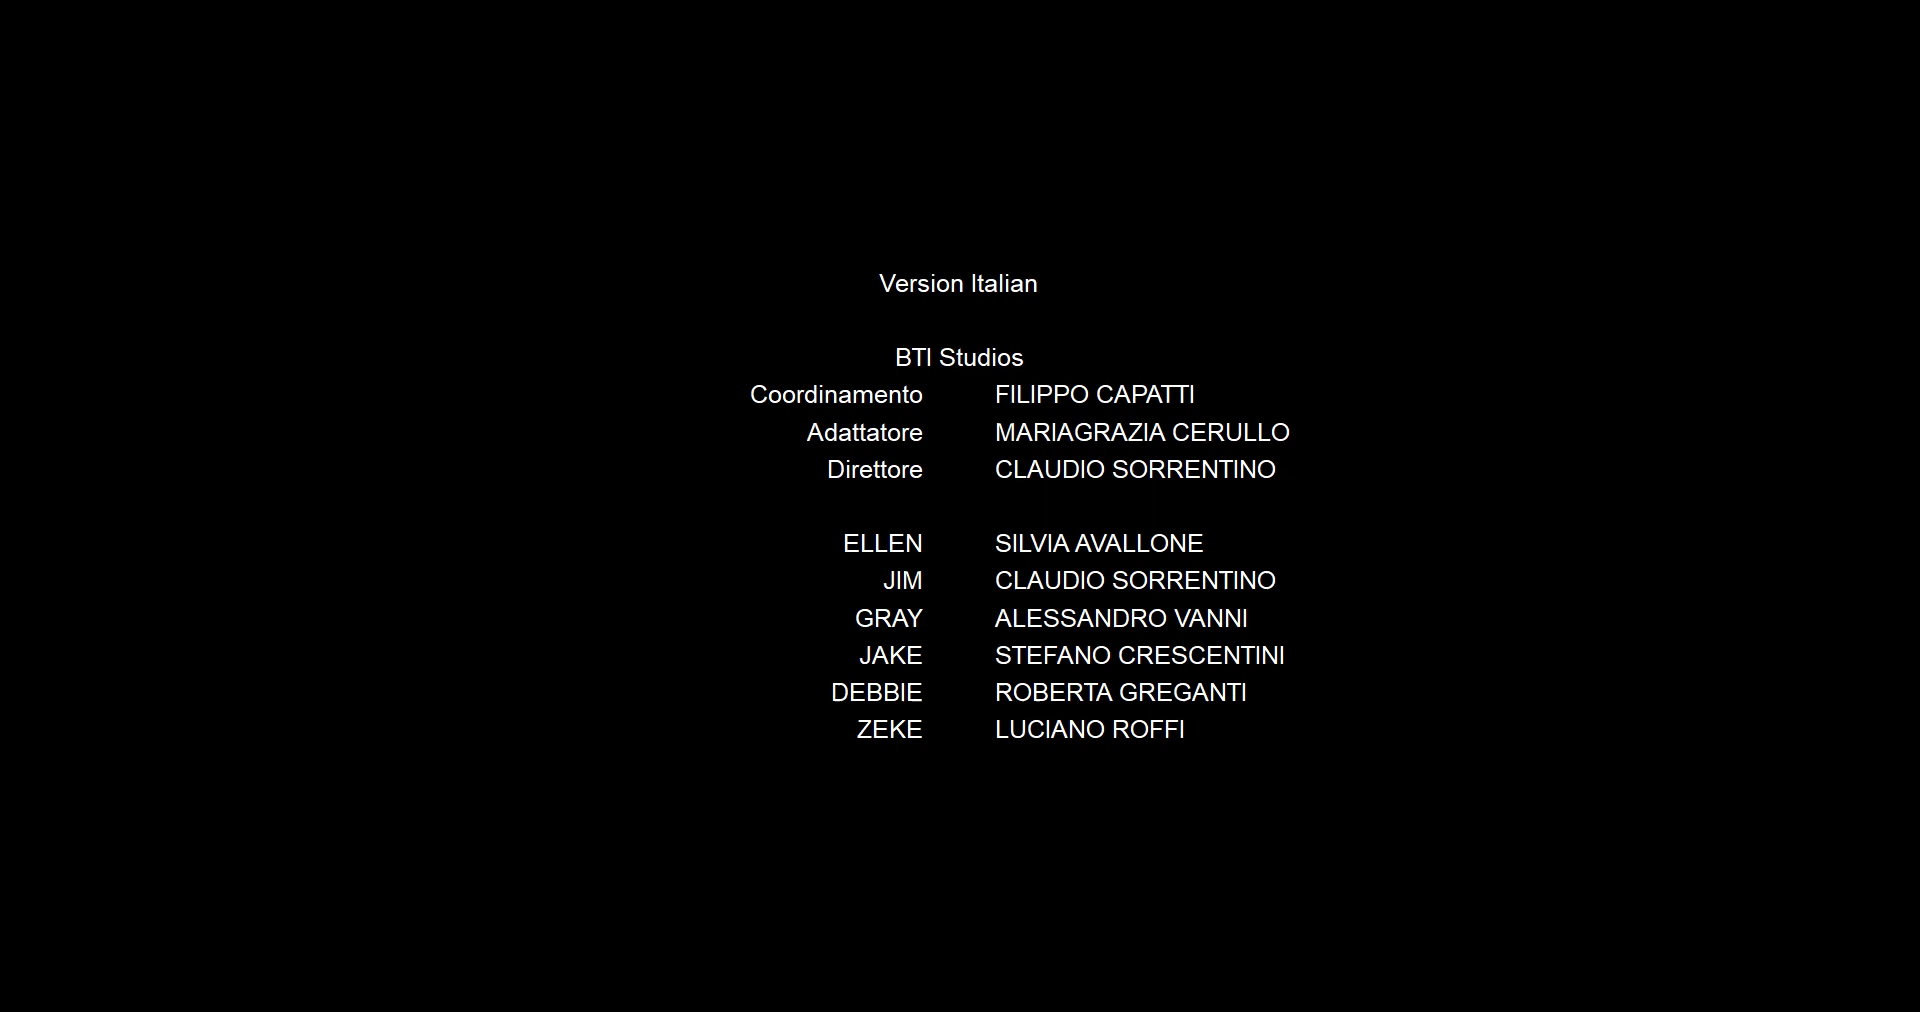 Version Italian
BTI Studios
Coordinamento FILIPPO CAPATTI
Adattatore MARIAGRAZIA CERULLO
Direttore CLAUDIO SORRENTINO
ELLEN SILVIA AVALLONE
JIM CLAUDIO SORRENTINO
GRAY ALESSANDRO VANNI
JAKE STEFANO CRESCENTINI
DEBBIE ROBERTA GREGANTI
ZEKE LUCIANO ROFFI